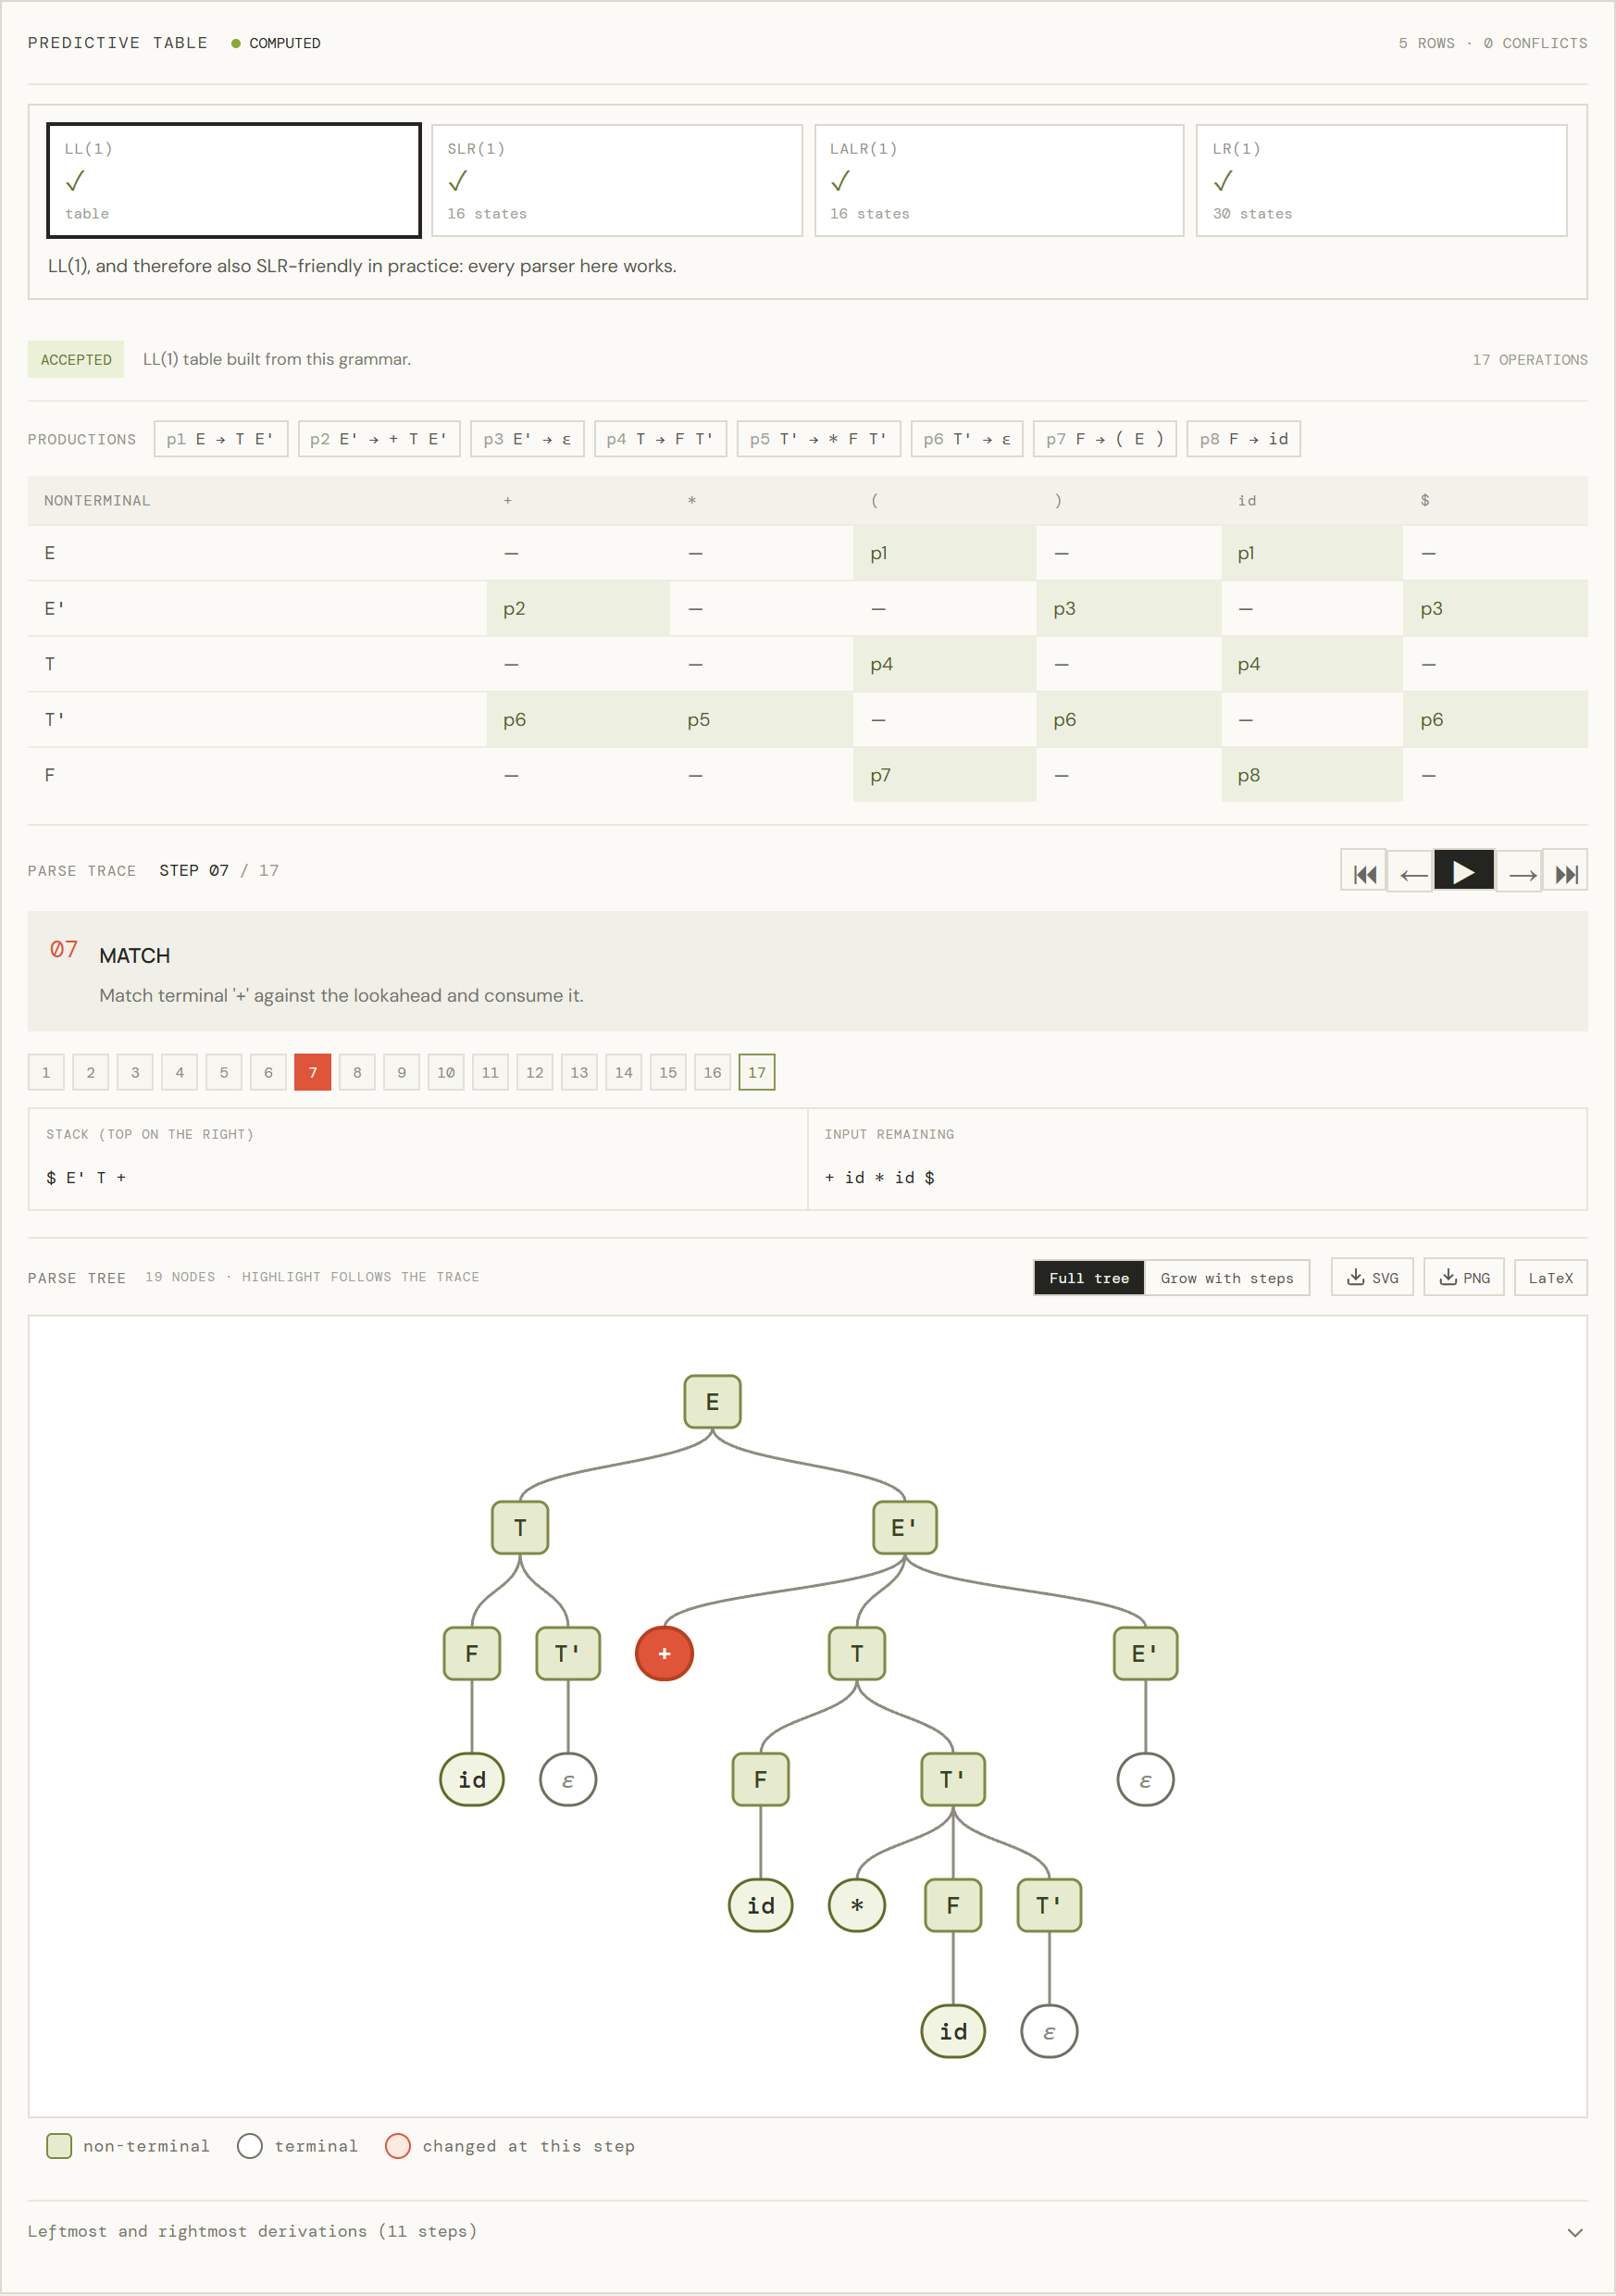 PREDICTIVE TABLE COMPUTED 5 ROWS · 0 CONFLICTS
LL(1) SLR(1) LALR(1) LR(1)
✓ ✓ ✓ ✓
table 16 states 16 states 30 states
LL(1), and therefore also SLR-friendly in practice: every parser here works.
ACCEPTED LL(1) table built from this grammar. 17 OPERATIONS
PRODUCTIONS p1 E → T E' p2 E' → + T E' p3 E' → ε p4 T → F T' p5 T' → * F T' p6 T' → ε p7 F → ( E ) p8 F → id
NONTERMINAL + * ( ) id $
E — — p1 — p1 —
E' p2 — — p3 — p3
T — — p4 — p4 —
T' p6 p5 — p6 — p6
F — — p7 — p8 —
PARSE TRACE STEP 07 / 17
07 MATCH
Match terminal '+' against the lookahead and consume it.
1 2 3 4 5 6 7 8 9 10 11 12 13 14 15 16 17
STACK (TOP ON THE RIGHT) INPUT REMAINING
$ E' T + + id * id $
PARSE TREE 19 NODES · HIGHLIGHT FOLLOWS THE TRACE Full tree Grow with steps SVG PNG LaTeX
E
T E'
F T' + T E'
id ε F T' ε
id * F T'
id ε
non-terminal terminal changed at this step
Leftmost and rightmost derivations (11 steps)